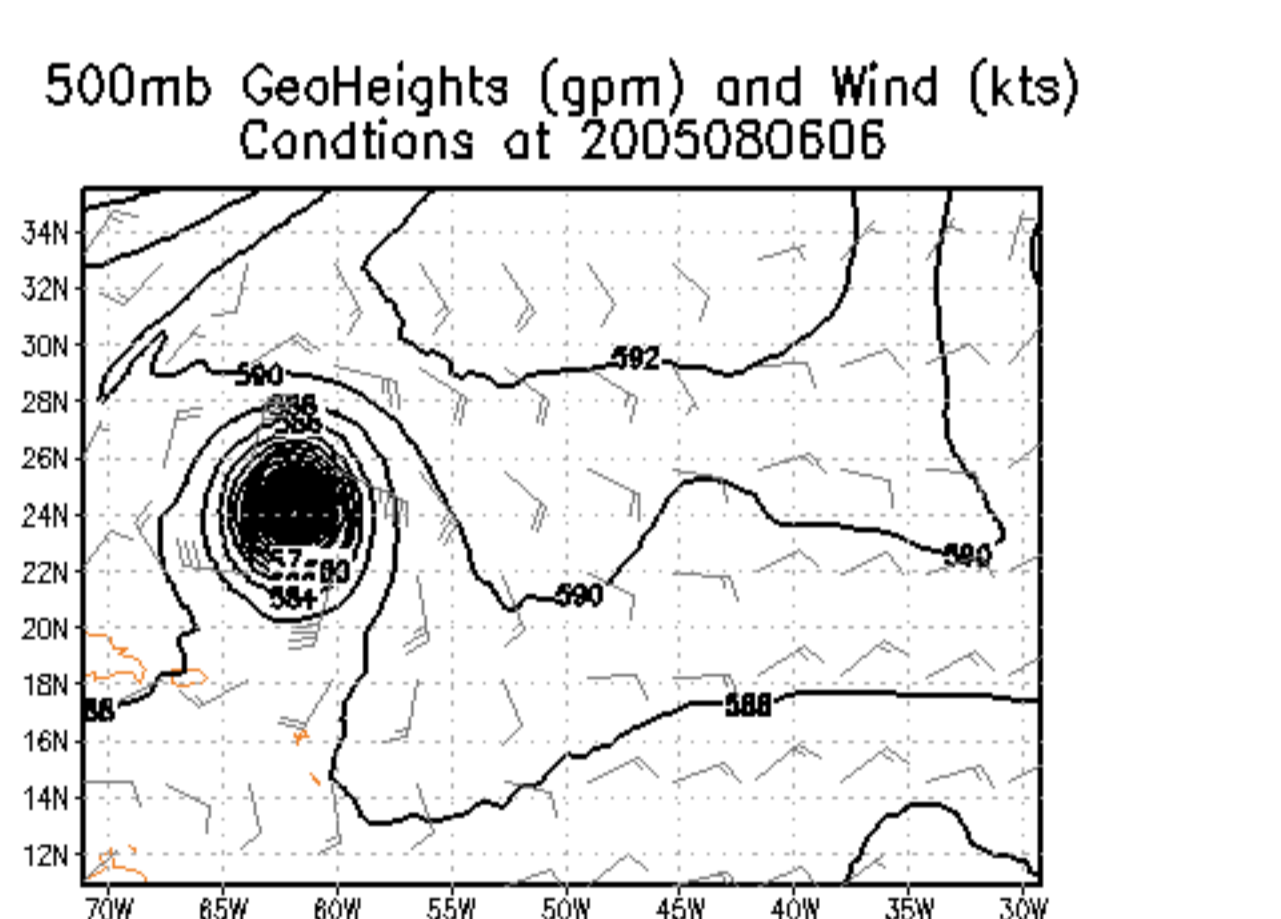 500mb GeoHeights (gpm) and Wind (kts)
Condtions at 2005080606
34N
32N
592
30N
590
28N
26N
24N
590
22N
584
590
20N
18N
588
16N
14N
12N
70W 65W 60W 55W 50W 45W 40W 35W 30W